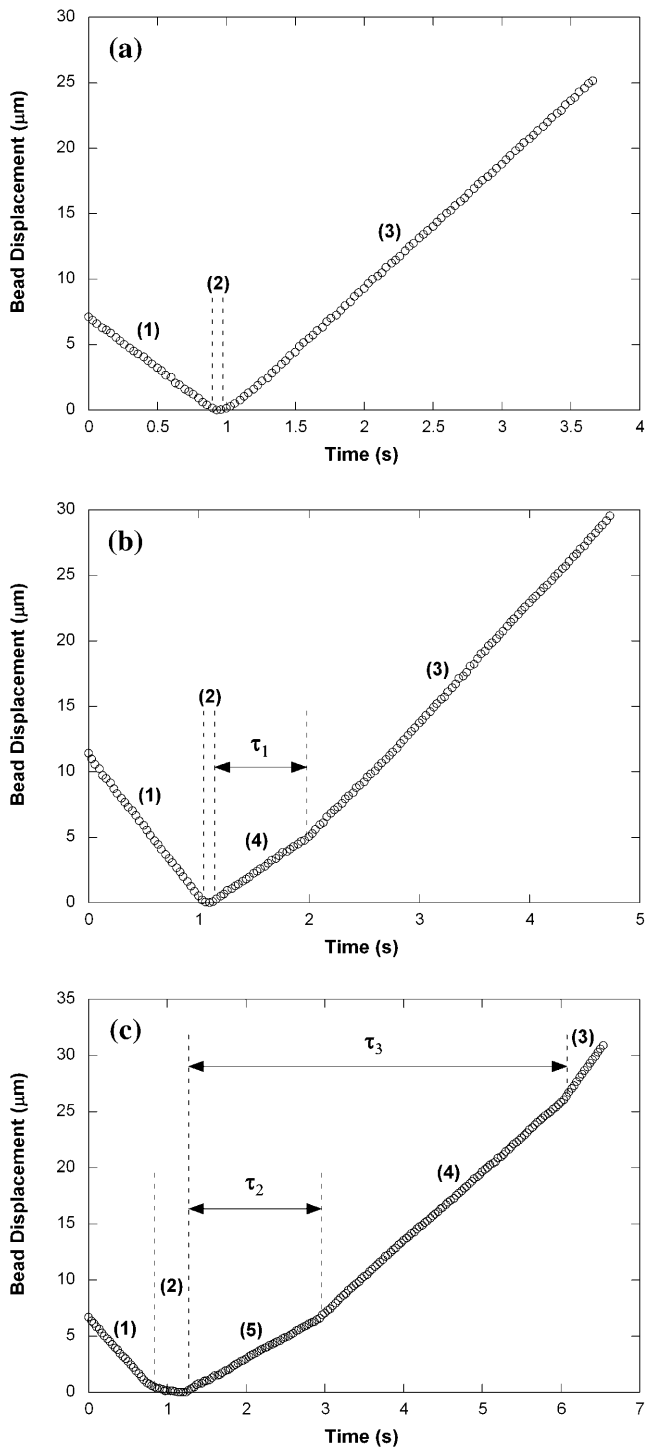 (a)
30
25
20
15
10
5
0
Bead Displacement (μm)
(1)
(2)
(3)
0 0.5 1 1.5 2 2.5 3 3.5 4
Time (s)
(b)
30
25
20
15
10
5
0
Bead Displacement (μm)
(1)
(2)
τ1
(4)
(3)
0 1 2 3 4 5
Time (s)
(c)
35
30
25
20
15
10
5
0
Bead Displacement (μm)
(1)
(2)
τ3
τ2
(5)
(4)
(3)
0 1 2 3 4 5 6 7
Time (s)